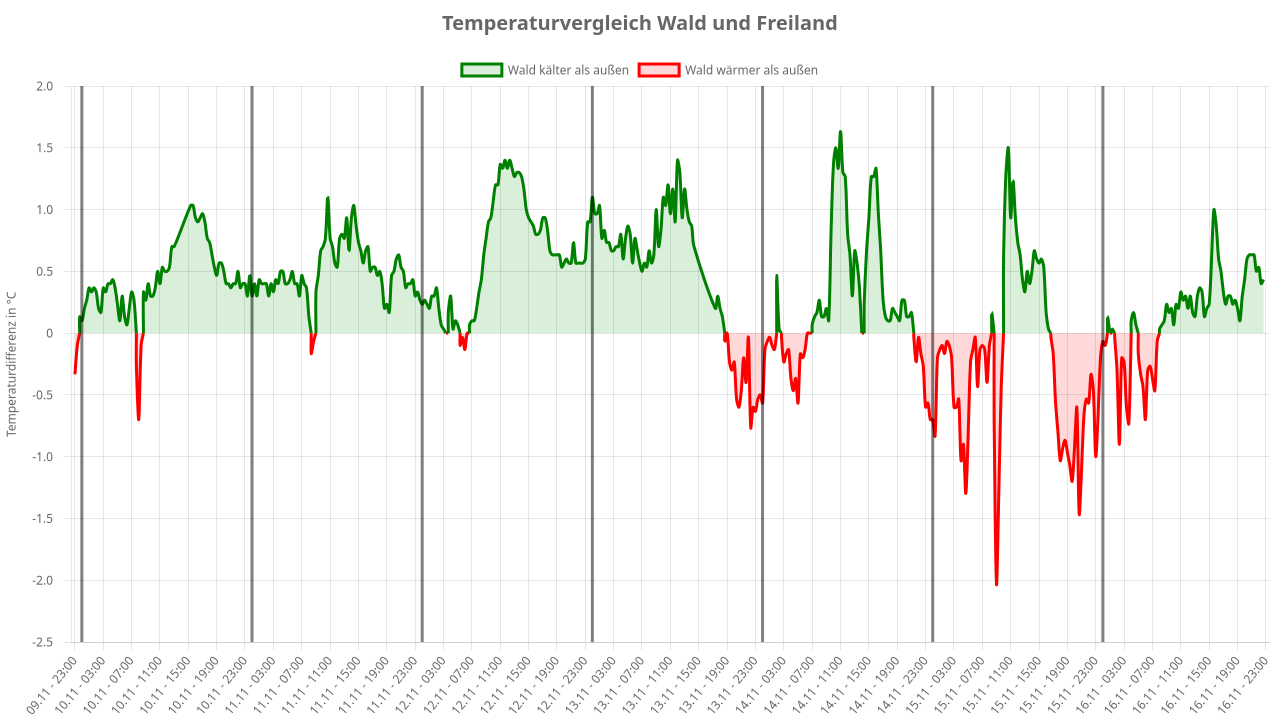 Temperaturvergleich Wald und Freiland
Wald kälter als außen
Wald wärmer als außen
Temperaturdifferenz in °C
2.0
1.5
1.0
0.5
0
-0.5
-1.0
-1.5
-2.0
-2.5
09.11 - 23:00
10.11 - 03:00
10.11 - 07:00
10.11 - 11:00
10.11 - 15:00
10.11 - 19:00
10.11 - 23:00
11.11 - 03:00
11.11 - 07:00
11.11 - 11:00
11.11 - 15:00
11.11 - 19:00
11.11 - 23:00
12.11 - 03:00
12.11 - 07:00
12.11 - 11:00
12.11 - 15:00
12.11 - 19:00
12.11 - 23:00
13.11 - 03:00
13.11 - 07:00
13.11 - 11:00
13.11 - 15:00
13.11 - 19:00
13.11 - 23:00
14.11 - 03:00
14.11 - 07:00
14.11 - 11:00
14.11 - 15:00
14.11 - 19:00
14.11 - 23:00
15.11 - 03:00
15.11 - 07:00
15.11 - 11:00
15.11 - 15:00
15.11 - 19:00
15.11 - 23:00
16.11 - 03:00
16.11 - 07:00
16.11 - 11:00
16.11 - 15:00
16.11 - 19:00
16.11 - 23:00